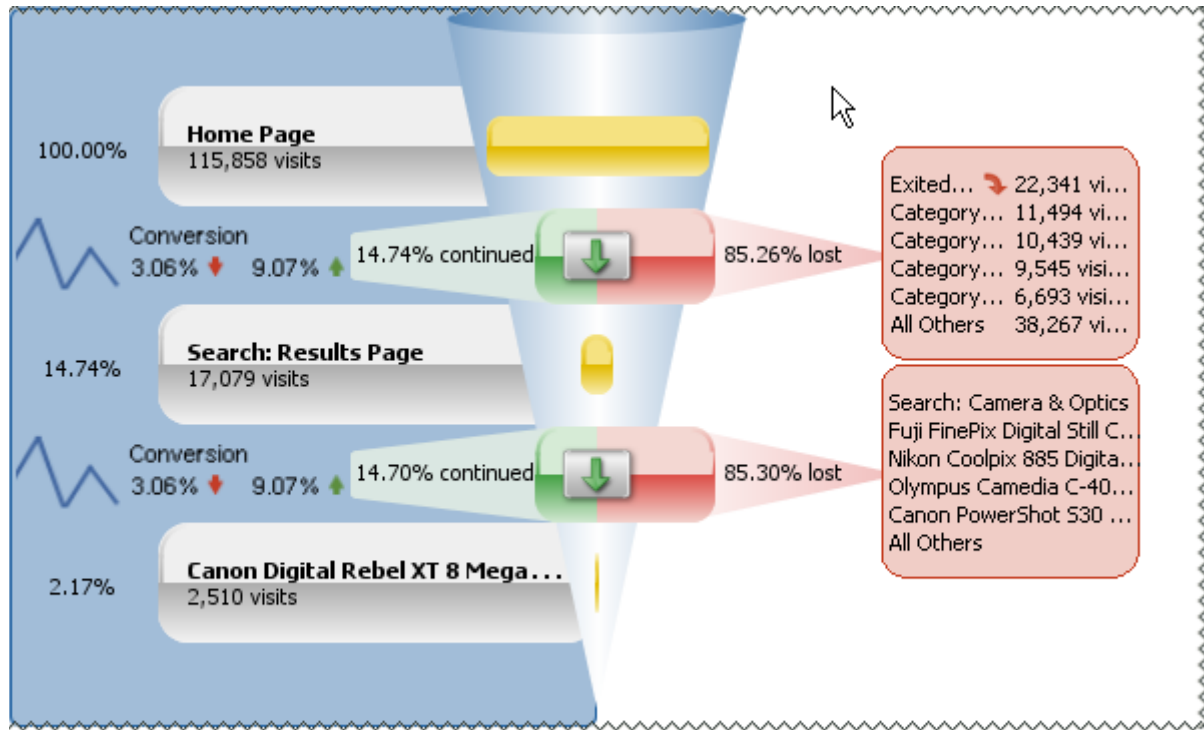 100.00%
Home Page
115,858 visits
Conversion
3.06% 9.07%
14.74% continued
85.26% lost
Exited... 22,341 vi...
Category... 11,494 vi...
Category... 10,439 vi...
Category... 9,545 visi...
Category... 6,693 visi...
All Others 38,267 vi...
14.74%
Search: Results Page
17,079 visits
Conversion
3.06% 9.07%
14.70% continued
85.30% lost
Search: Camera & Optics
Fuji FinePix Digital Still C...
Nikon Coolpix 885 Digita...
Olympus Camedia C-40...
Canon PowerShot S30 ...
All Others
2.17%
Canon Digital Rebel XT 8 Mega...
2,510 visits